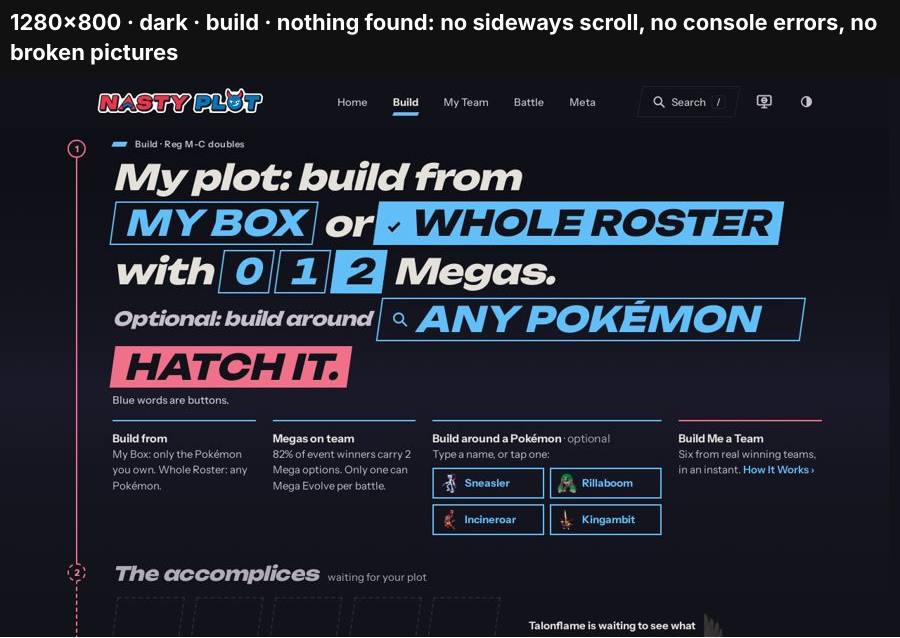 1280×800 · dark · build · nothing found: no sideways scroll, no console errors, no
broken pictures
NASTY PLOT
Home
Build
My Team
Battle
Meta
Search /
1
Build · Reg M-C doubles
My plot: build from
MY BOX or ✓ WHOLE ROSTER
with 0 1 2 Megas.
Optional: build around ANY POKÉMON
HATCH IT.
Blue words are buttons.
Build from
My Box: only the Pokémon
you own. Whole Roster: any
Pokémon.
Megas on team
82% of event winners carry 2
Mega options. Only one can
Mega Evolve per battle.
Build around a Pokémon · optional
Type a name, or tap one:
Sneasler
Rillaboom
Incineroar
Kingambit
Build Me a Team
Six from real winning teams,
in an instant. How It Works ›
2
The accomplices waiting for your plot
Talonflame is waiting to see what